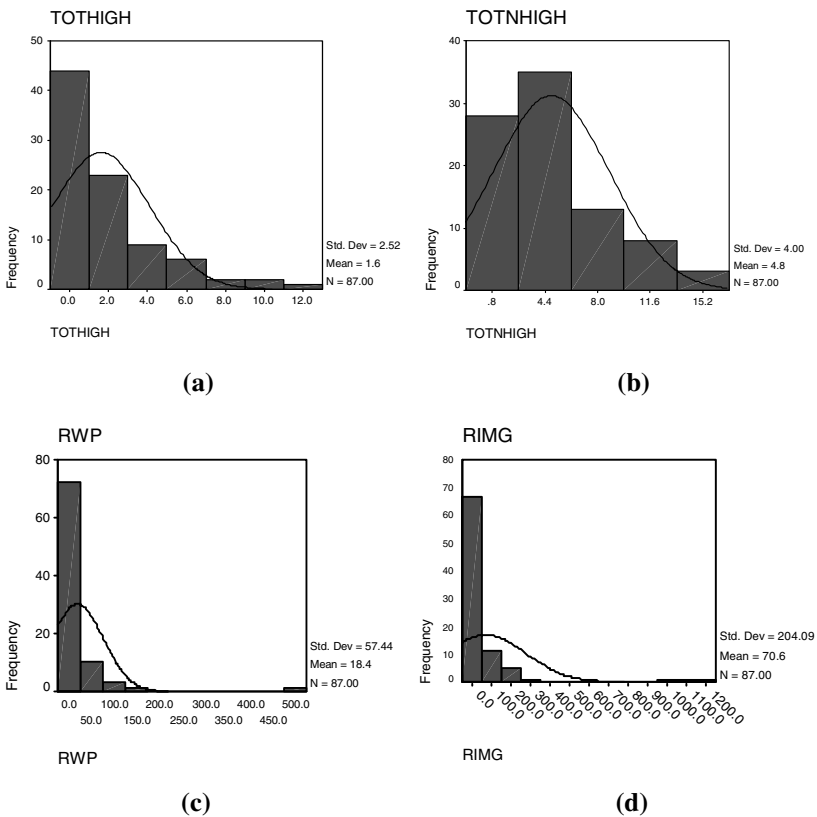 TOTHIGH
50
40
30
20
10
0
Frequency
0.0 2.0 4.0 6.0 8.0 10.0 12.0
Std. Dev = 2.52
Mean = 1.6
N = 87.00
TOTHIGH
(a)
TOTNHIGH
40
30
20
10
0
Frequency
.8 4.4 8.0 11.6 15.2
Std. Dev = 4.00
Mean = 4.8
N = 87.00
TOTNHIGH
(b)
RWP
80
60
40
20
0
Frequency
0.0 100.0 200.0 300.0 400.0 500.0
50.0 150.0 250.0 350.0 450.0
Std. Dev = 57.44
Mean = 18.4
N = 87.00
RWP
(c)
RIMG
80
70
60
50
40
30
20
10
0
Frequency
0.0 100.0 200.0 300.0 400.0 500.0 600.0 700.0 800.0 900.0 1000.0 1100.0 1200.0
Std. Dev = 204.09
Mean = 70.6
N = 87.00
RIMG
(d)